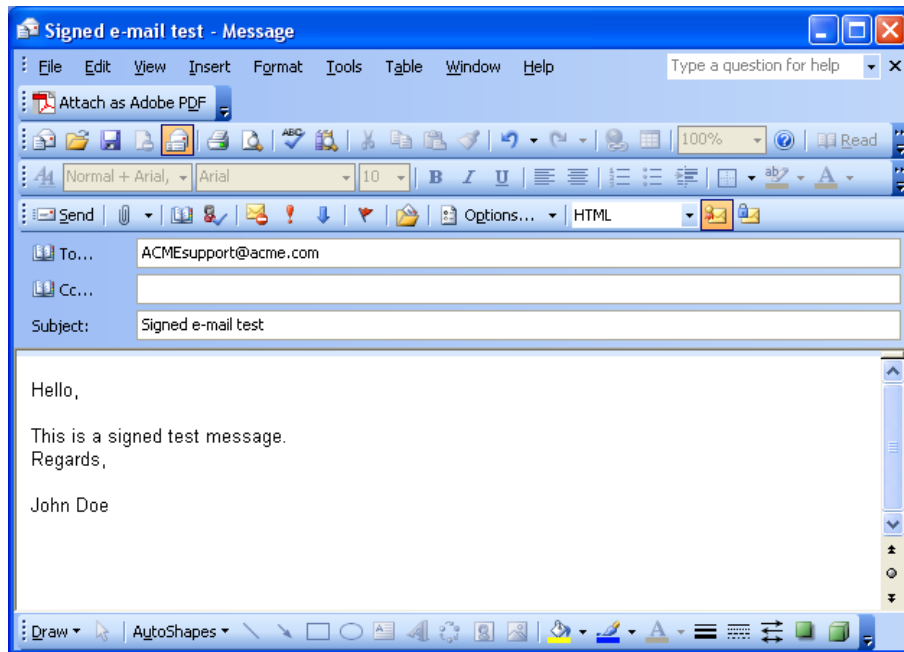 Signed e-mail test - Message
File Edit View Insert Format Tools Table Window Help Type a question for help
Attach as Adobe PDF
ABC 100% Read
Normal + Arial, Arial 10 B I U ab A
Send Options... HTML
To... ACMEsupport@acme.com
Cc...
Subject: Signed e-mail test
Hello,
This is a signed test message.
Regards,
John Doe
Draw AutoShapes A